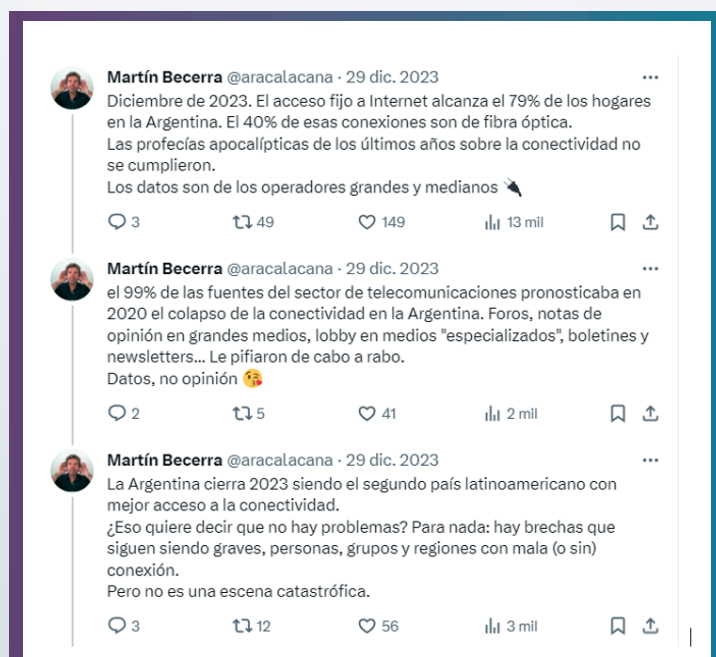 Martín Becerra @aracalacana · 29 dic. 2023
Diciembre de 2023. El acceso fijo a Internet alcanza el 79% de los hogares
en la Argentina. El 40% de esas conexiones son de fibra óptica.
Las profecías apocalípticas de los últimos años sobre la conectividad no
se cumplieron.
Los datos son de los operadores grandes y medianos 🔌
3 49 149 13 mil
Martín Becerra @aracalacana · 29 dic. 2023
el 99% de las fuentes del sector de telecomunicaciones pronosticaba en
2020 el colapso de la conectividad en la Argentina. Foros, notas de
opinión en grandes medios, lobby en medios "especializados", boletines y
newsletters... Le pifiaron de cabo a rabo.
Datos, no opinión 😘
2 5 41 2 mil
Martín Becerra @aracalacana · 29 dic. 2023
La Argentina cierra 2023 siendo el segundo país latinoamericano con
mejor acceso a la conectividad.
¿Eso quiere decir que no hay problemas? Para nada: hay brechas que
siguen siendo graves, personas, grupos y regiones con mala (o sin)
conexión.
Pero no es una escena catastrófica.
3 12 56 3 mil